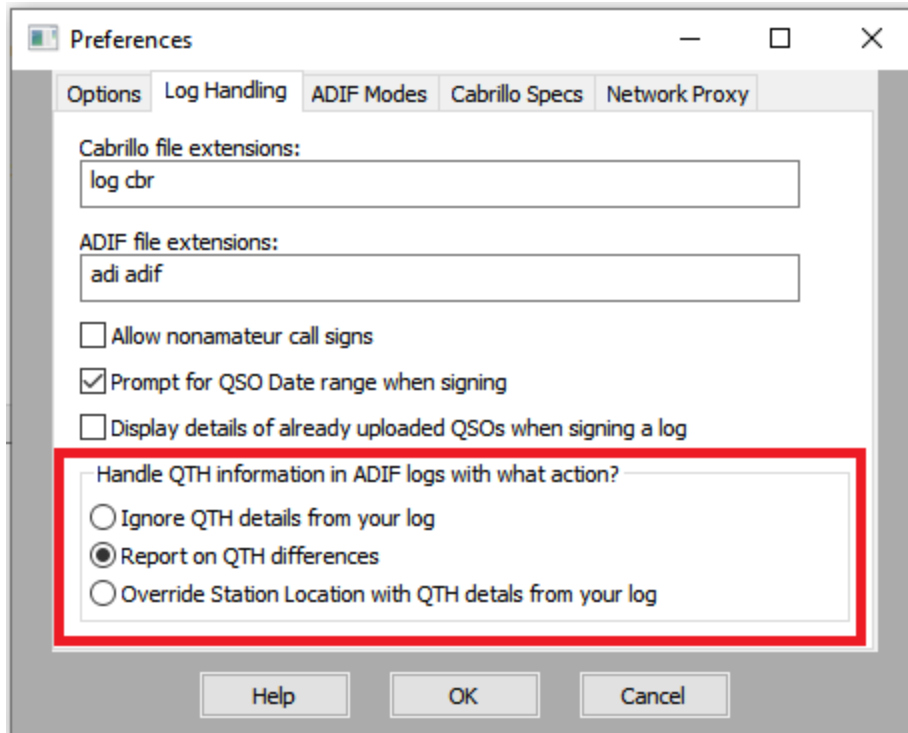 Preferences
Options Log Handling ADIF Modes Cabrillo Specs Network Proxy
Cabrillo file extensions:
log cbr
ADIF file extensions:
adi adif
Allow nonamateur call signs
Prompt for QSO Date range when signing
Display details of already uploaded QSOs when signing a log
Handle QTH information in ADIF logs with what action?
Ignore QTH details from your log
Report on QTH differences
Override Station Location with QTH detals from your log
Help OK Cancel